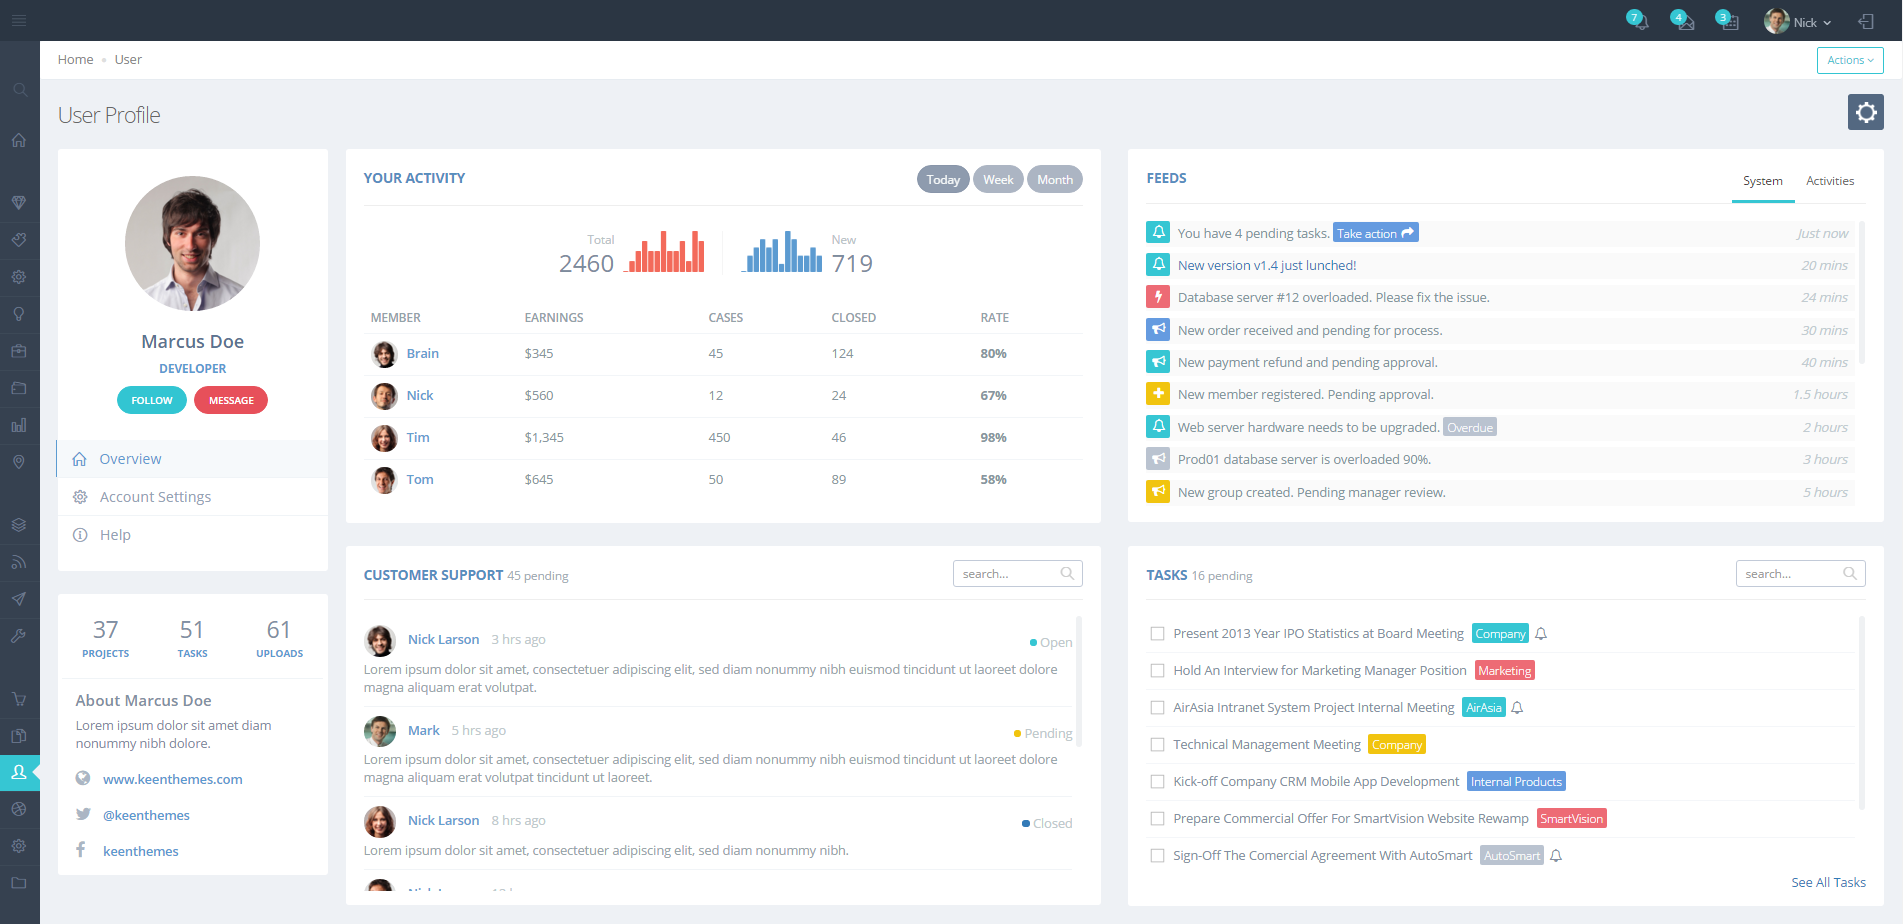 7
4
3
Nick
Home
User
Actions
User Profile
Marcus Doe
DEVELOPER
FOLLOW
MESSAGE
Overview
Account Settings
Help
37
51
61
PROJECTS
TASKS
UPLOADS
About Marcus Doe
Lorem ipsum dolor sit amet diam
nonummy nibh dolore.
www.keenthemes.com
@keenthemes
keenthemes
YOUR ACTIVITY
Today
Week
Month
Total
2460
New
719
MEMBER EARNINGS CASES CLOSED RATE
Brain $345 45 124 80%
Nick $560 12 24 67%
Tim $1,345 450 46 98%
Tom $645 50 89 58%
FEEDS
System
Activities
You have 4 pending tasks. Take action Just now
New version v1.4 just lunched! 20 mins
Database server #12 overloaded. Please fix the issue. 24 mins
New order received and pending for process. 30 mins
New payment refund and pending approval. 40 mins
New member registered. Pending approval. 1.5 hours
Web server hardware needs to be upgraded. Overdue 2 hours
Prod01 database server is overloaded 90%. 3 hours
New group created. Pending manager review. 5 hours
CUSTOMER SUPPORT 45 pending
search...
Nick Larson 3 hrs ago Open
Lorem ipsum dolor sit amet, consectetuer adipiscing elit, sed diam nonummy nibh euismod tincidunt ut laoreet dolore
magna aliquam erat volutpat.
Mark 5 hrs ago Pending
Lorem ipsum dolor sit amet, consectetuer adipiscing elit, sed diam nonummy nibh euismod tincidunt ut laoreet dolore
magna aliquam erat volutpat tincidunt ut laoreet.
Nick Larson 8 hrs ago Closed
Lorem ipsum dolor sit amet, consectetuer adipiscing elit, sed diam nonummy nibh.
TASKS 16 pending
search...
Present 2013 Year IPO Statistics at Board Meeting Company
Hold An Interview for Marketing Manager Position Marketing
AirAsia Intranet System Project Internal Meeting AirAsia
Technical Management Meeting Company
Kick-off Company CRM Mobile App Development Internal Products
Prepare Commercial Offer For SmartVision Website Rewamp SmartVision
Sign-Off The Comercial Agreement With AutoSmart AutoSmart
See All Tasks